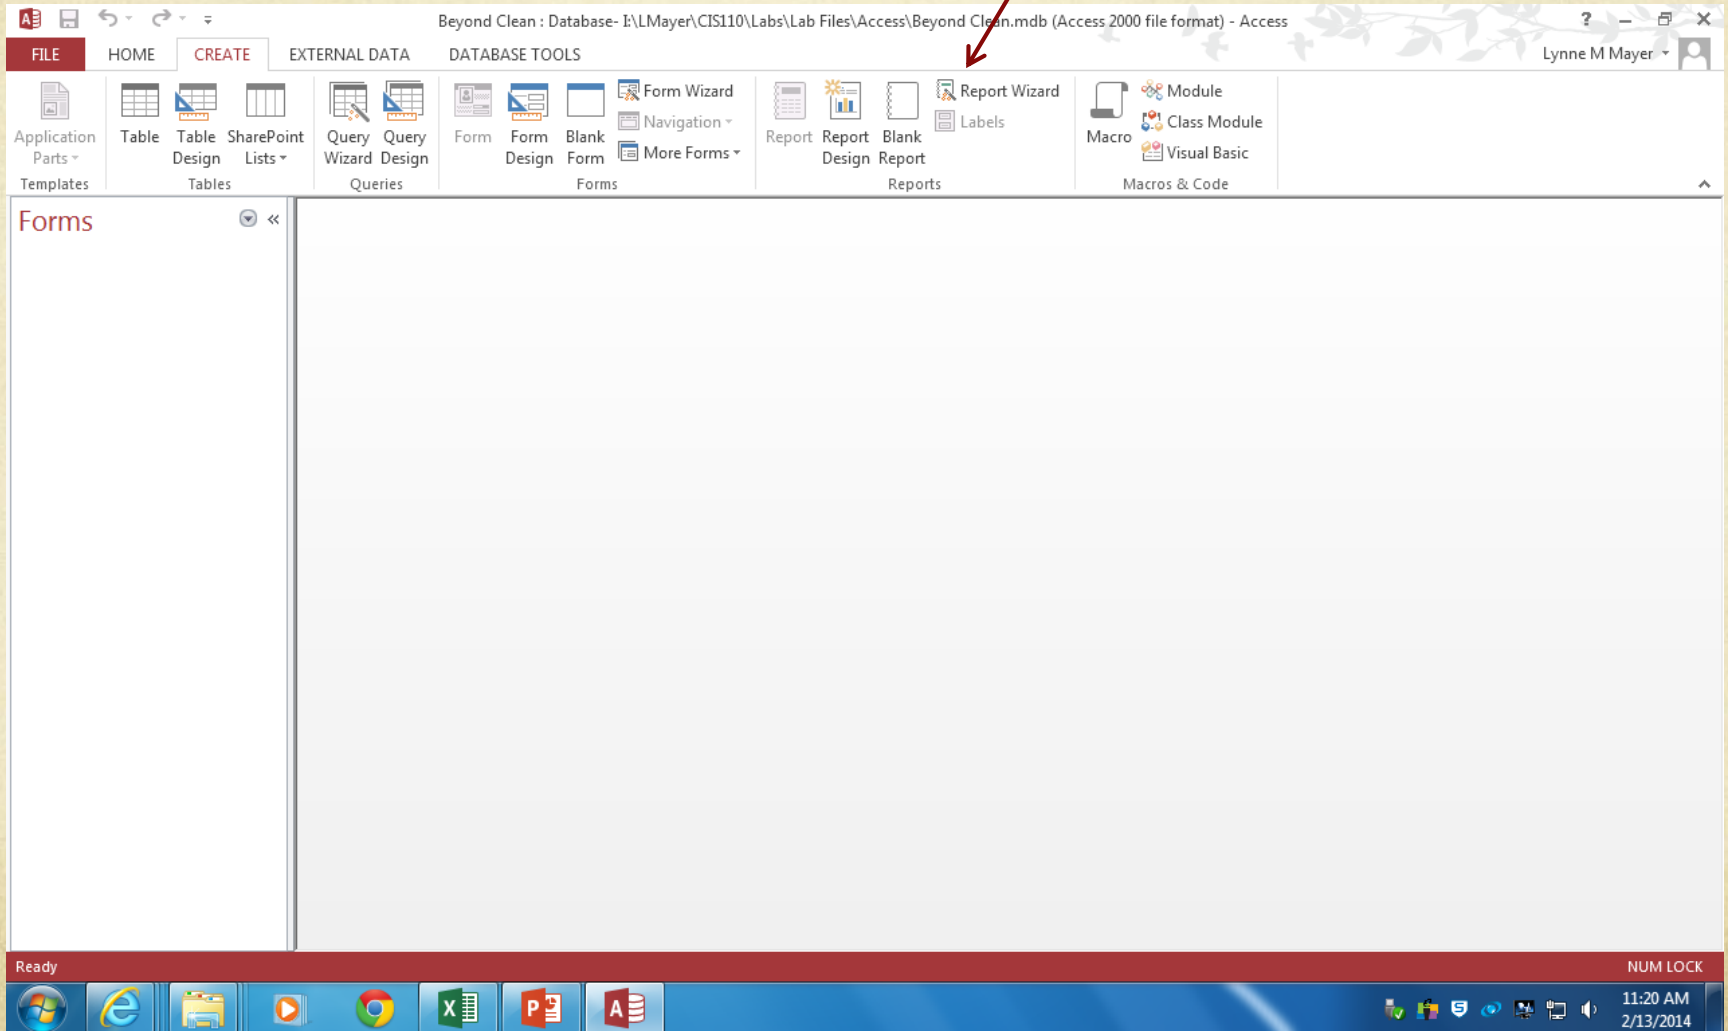 Beyond Clean : Database- I:\LMayer\CIS110\Labs\Lab Files\Access\Beyond Clean.mdb (Access 2000 file format) - Access
FILE HOME CREATE EXTERNAL DATA DATABASE TOOLS Lynne M Mayer
Application Parts
Table
Table Design
SharePoint Lists
Query Wizard
Query Design
Form
Form Design
Blank Form
Form Wizard
Navigation
More Forms
Report
Report Design
Blank Report
Report Wizard
Labels
Macro
Module
Class Module
Visual Basic
Templates Tables Queries Forms Reports Macros & Code
Forms
Ready NUM LOCK
11:20 AM
2/13/2014